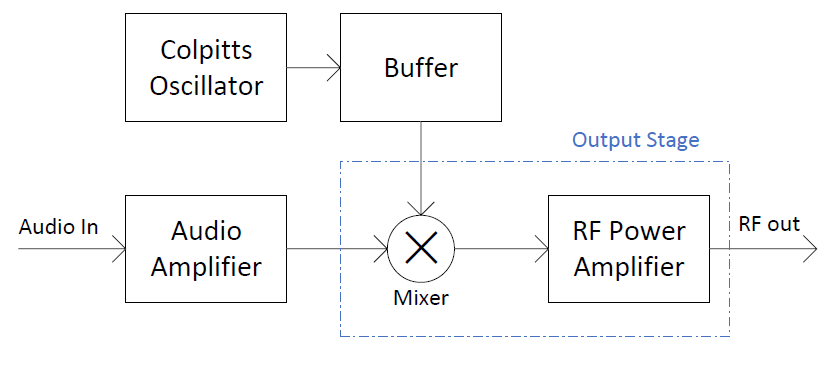 Colpitts
Oscillator
Buffer
Output Stage
Audio In
Audio
Amplifier
Mixer
RF Power
Amplifier
RF out